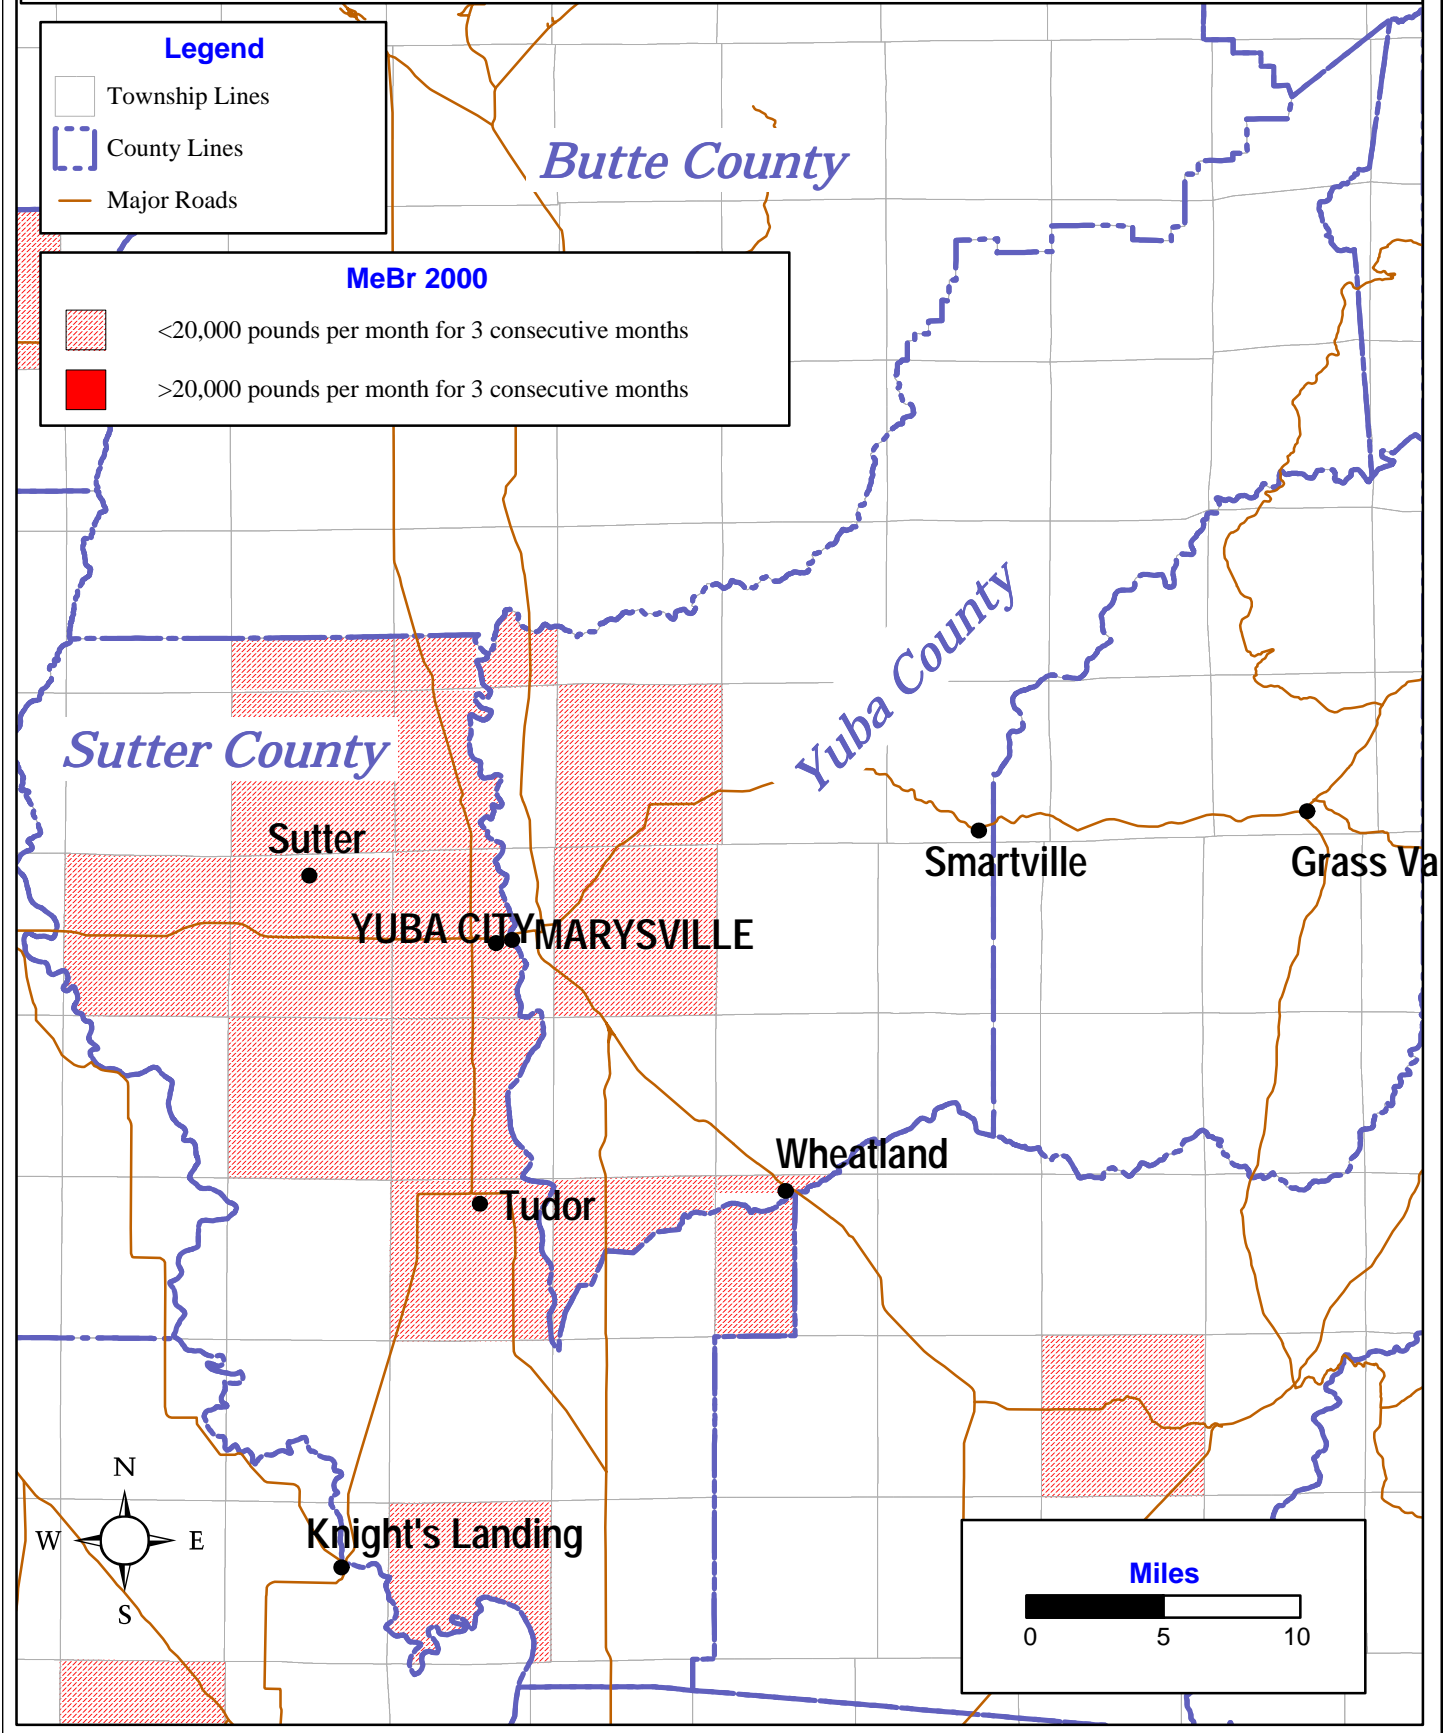 Legend
Township Lines
County Lines
Major Roads
Butte County
MeBr 2000
<20,000 pounds per month for 3 consecutive months
>20,000 pounds per month for 3 consecutive months
Yuba County
Sutter County
Sutter
Smartville
Grass Va
YUBA CITY
MARYSVILLE
Wheatland
Tudor
Knight's Landing
N
W
E
S
Miles
0 5 10